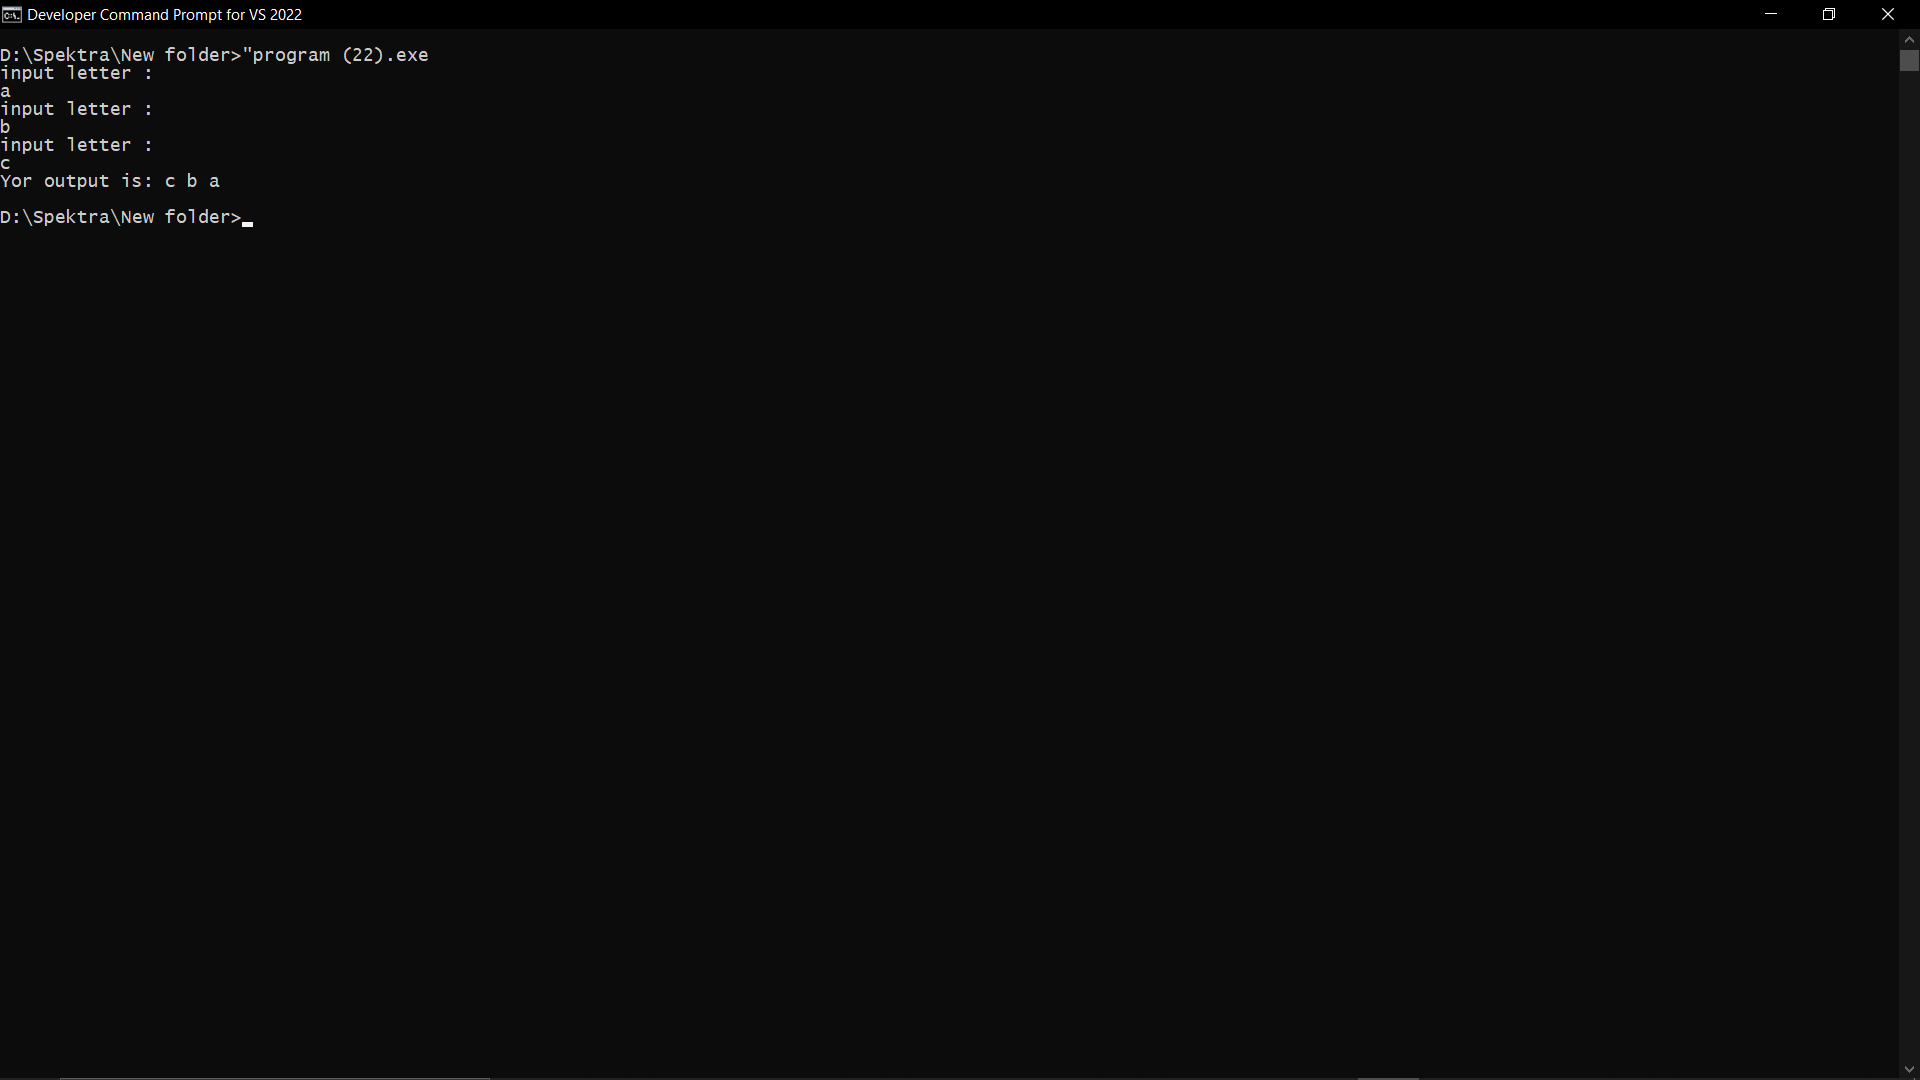 Developer Command Prompt for VS 2022
D:\Spektra\New folder>"program (22).exe
input letter :
a
input letter :
b
input letter :
c
Yor output is: c b a
D:\Spektra\New folder>